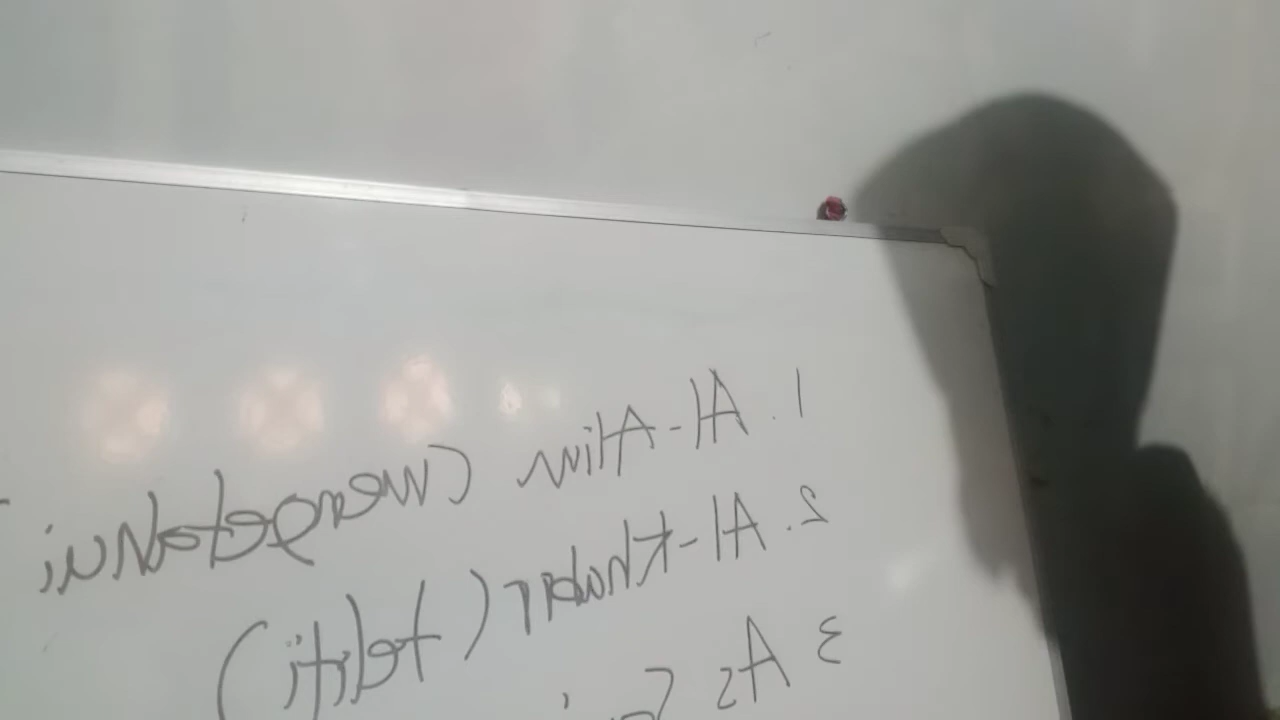 1. Al-Alim (mengetahui
2. Al-khabir (teliti)
3 As